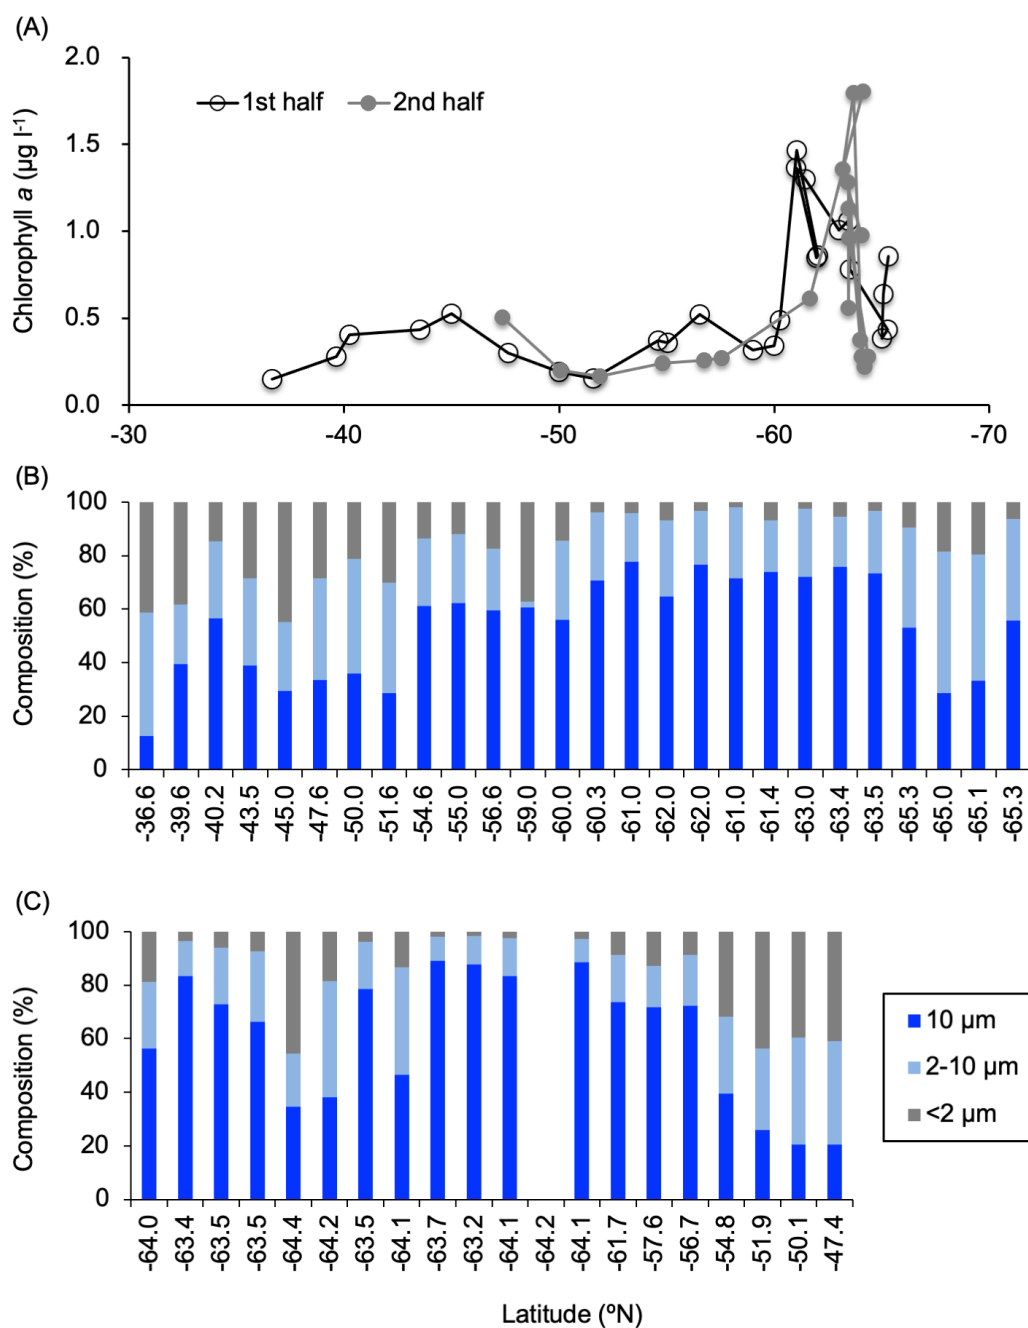 (A)
Chlorophyll a (µg l-1)
2.0
1.5
1.0
0.5
0.0
1st half 2nd half
-30 -40 -50 -60 -70
(B)
Composition (%)
100
80
60
40
20
0
-36.6 -39.6 -40.2 -43.5 -45.0 -47.6 -50.0 -51.6 -54.6 -55.0 -56.6 -59.0 -60.0 -60.3 -61.0 -62.0 -62.0 -61.0 -61.4 -63.0 -63.4 -63.5 -65.3 -65.0 -65.1 -65.3
(C)
Composition (%)
100
80
60
40
20
0
10 µm
2-10 µm
<2 µm
-64.0 -63.4 -63.5 -63.5 -64.4 -64.2 -63.5 -64.1 -63.7 -63.2 -64.1 -64.2 -64.1 -61.7 -57.6 -56.7 -54.8 -51.9 -50.1 -47.4
Latitude (ºN)